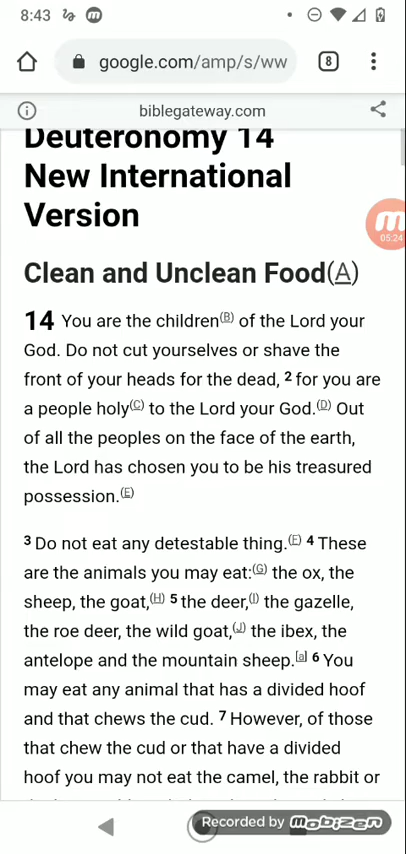 8:43
google.com/amp/s/ww
8
biblegateway.com
Deuteronomy 14
New International
Version
05:24
Clean and Unclean Food(A)
14 You are the children(B) of the Lord your
God. Do not cut yourselves or shave the
front of your heads for the dead, 2 for you are
a people holy(C) to the Lord your God.(D) Out
of all the peoples on the face of the earth,
the Lord has chosen you to be his treasured
possession.(E)
3 Do not eat any detestable thing.(F) 4 These
are the animals you may eat:(G) the ox, the
sheep, the goat,(H) 5 the deer,(I) the gazelle,
the roe deer, the wild goat,(J) the ibex, the
antelope and the mountain sheep.[a] 6 You
may eat any animal that has a divided hoof
and that chews the cud. 7 However, of those
that chew the cud or that have a divided
hoof you may not eat the camel, the rabbit or
Recorded by mobizen